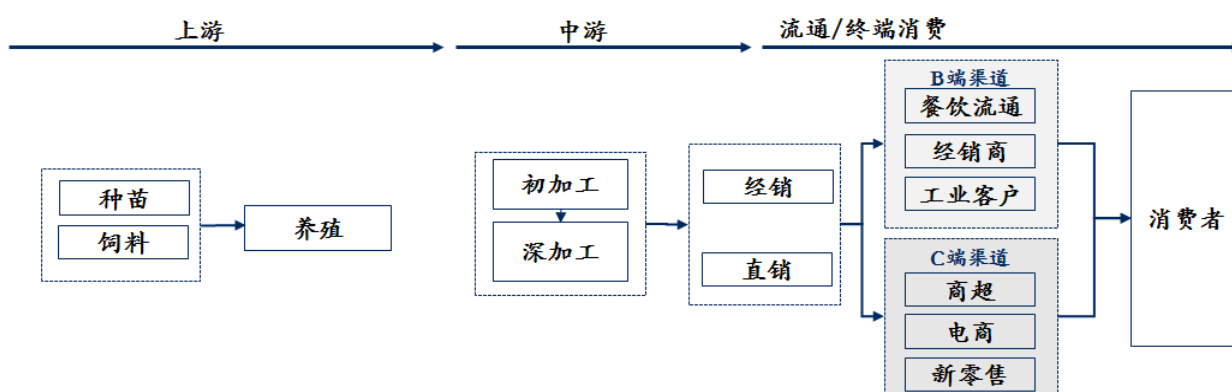 上游
中游
流通/终端消费
种苗
饲料
养殖
初加工
深加工
经销
直销
B端渠道
餐饮流通
经销商
工业客户
C端渠道
商超
电商
新零售
消费者